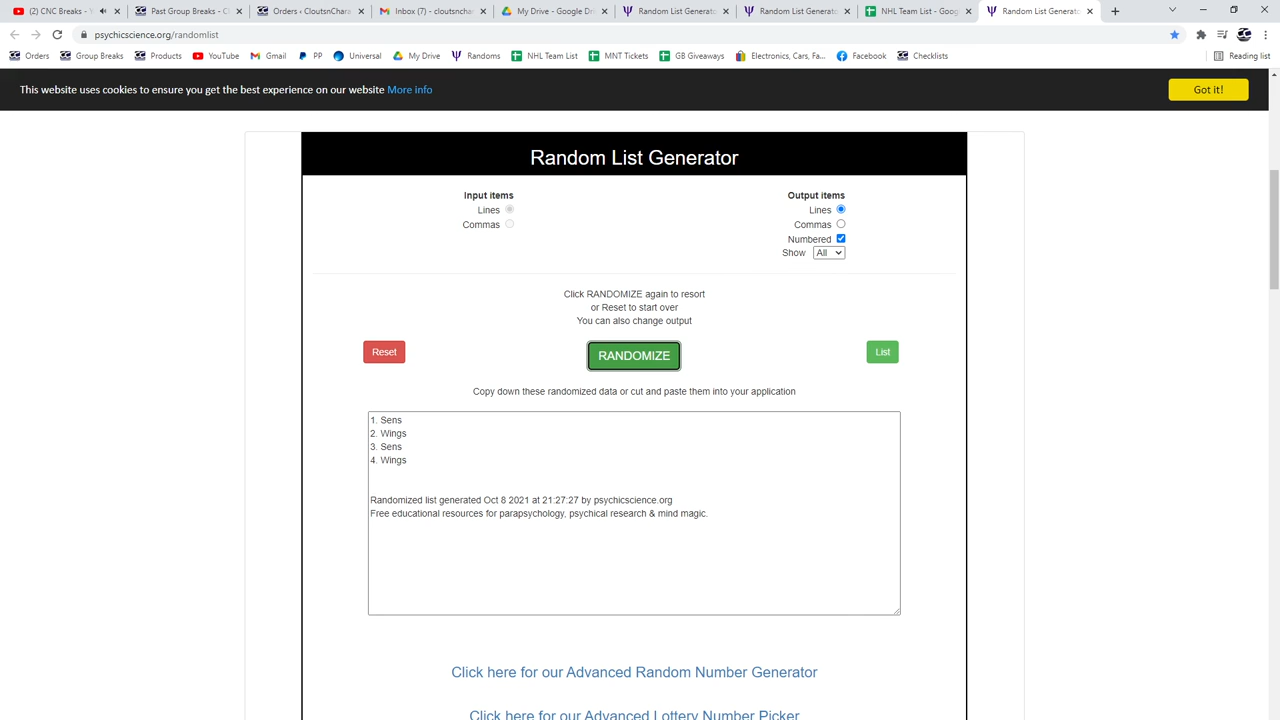 (2) CNC Breaks - Y
Past Group Breaks - Cl
Orders ‹ CloutsnChara
Inbox (7) - cloutsnchar
My Drive - Google Dri
Random List Generator
Random List Generator
NHL Team List - Googl
Random List Generator
psychicscience.org/randomlist
Orders
Group Breaks
Products
YouTube
Gmail
PP
Universal
My Drive
Randoms
NHL Team List
MNT Tickets
GB Giveaways
Electronics, Cars, Fa...
Facebook
Checklists
Reading list
This website uses cookies to ensure you get the best experience on our website More info
Got it!
Random List Generator
Input items
Lines
Commas
Output items
Lines
Commas
Numbered
Show All
Click RANDOMIZE again to resort
or Reset to start over
You can also change output
Reset
RANDOMIZE
List
Copy down these randomized data or cut and paste them into your application
1. Sens
2. Wings
3. Sens
4. Wings
Randomized list generated Oct 8 2021 at 21:27:27 by psychicscience.org
Free educational resources for parapsychology, psychical research & mind magic.
Click here for our Advanced Random Number Generator
Click here for our Advanced Lottery Number Picker